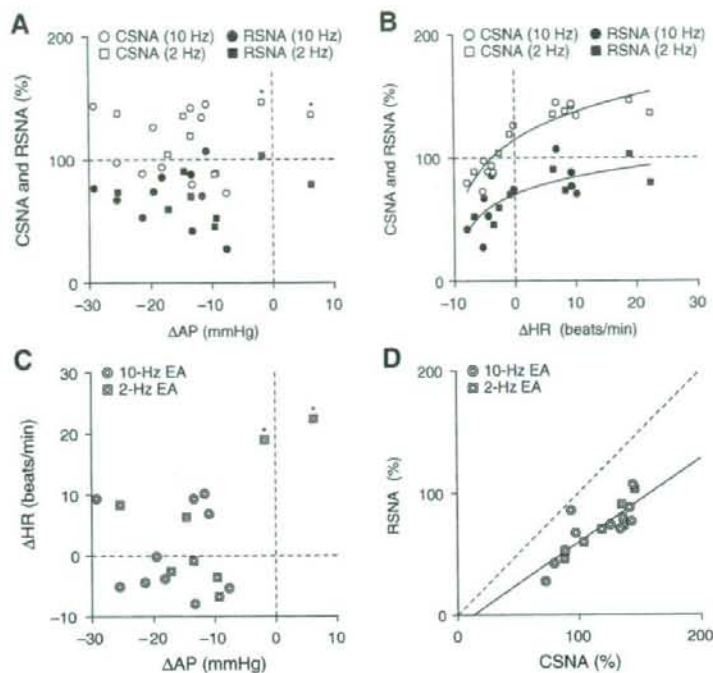 A
○ CSNA (10 Hz) ● RSNA (10 Hz)
□ CSNA (2 Hz) ■ RSNA (2 Hz)
CSNA and RSNA (%)
200
100
0
-30 -20 -10 0 10
ΔAP (mmHg)
B
○ CSNA (10 Hz) ● RSNA (10 Hz)
□ CSNA (2 Hz) ■ RSNA (2 Hz)
CSNA and RSNA (%)
200
100
0
-10 0 10 20 30
ΔHR (beats/min)
C
10-Hz EA
2-Hz EA
ΔHR (beats/min)
30
20
10
0
-10
-30 -20 -10 0 10
ΔAP (mmHg)
D
10-Hz EA
2-Hz EA
RSNA (%)
200
100
0
0 100 200
CSNA (%)